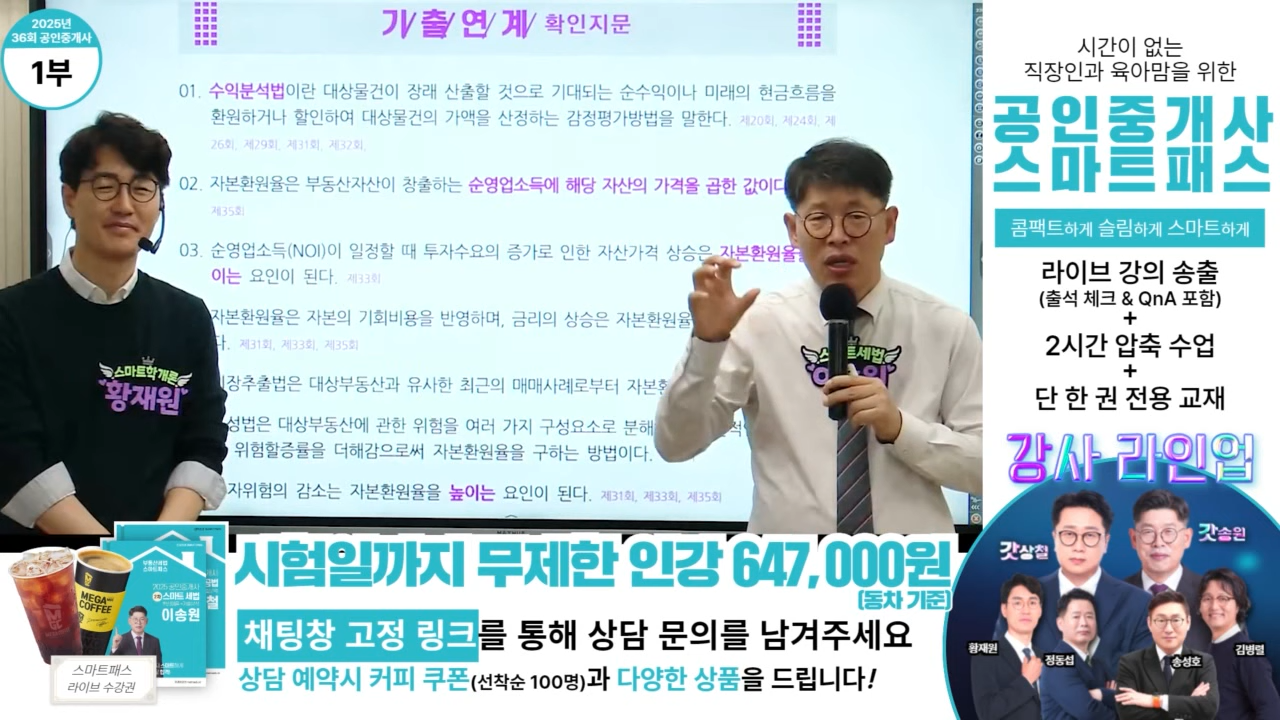 2025년
36회 공인중개사
1부
기/출/연/계/ 확인지문
01. 수익분석법이란 대상물건이 장래 산출할 것으로 기대되는 순수익이나 미래의 현금흐름을
환원하거나 할인하여 대상물건의 가액을 산정하는 감정평가방법을 말한다. 제20회, 제24회, 제
26회, 제29회, 제31회, 제32회,
02. 자본환원율은 부동산자산이 창출하는 순영업소득에 해당 자산의 가격을 곱한 값이다
제35회
03. 순영업소득(NOI)이 일정할 때 투자수요의 증가로 인한 자산가격 상승은 자본환원율
이는 요인이 된다. 제33회
자본환원율은 자본의 기회비용을 반영하며, 금리의 상승은 자본환원율
다. 제31회, 제33회, 제35회
장추출법은 대상부동산과 유사한 최근의 매매사례로부터 자본환
성법은 대상부동산에 관한 위험을 여러 가지 구성요소로 분해
위험할증률을 더해감으로써 자본환원율을 구하는 방법이다.
자위험의 감소는 자본환원율을 높이는 요인이 된다. 제31회, 제33회, 제35회
스마트학개론
황재원
스마트세법
시간이 없는
직장인과 육아맘을 위한
공인중개사
스마트패스
콤팩트하게 슬림하게 스마트하게
라이브 강의 송출
(출석 체크 & QnA 포함)
+
2시간 압축 수업
+
단 한 권 전용 교재
강사 라인업
갓상철
갓송원
황재원
정동섭
송성호
김병렬
MEGA
COFFEE
부동산세법
스마트패스
스마트 세법
이송원
스마트패스
라이브 수강권
시험일까지 무제한 인강 647,000원
(동차 기준)
채팅창 고정 링크를 통해 상담 문의를 남겨주세요
상담 예약시 커피 쿠폰(선착순 100명)과 다양한 상품을 드립니다!